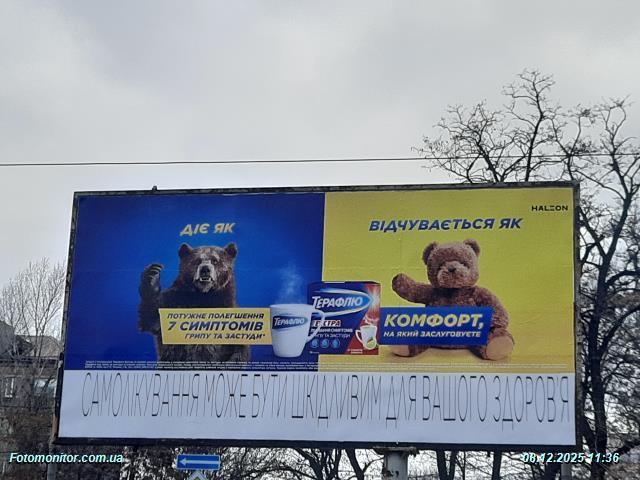 HALEON
ДІЄ ЯК
ВІДЧУВАЄТЬСЯ ЯК
ПОТУЖНЕ ПОЛЕГШЕННЯ
7 СИМПТОМІВ
ГРИПУ ТА ЗАСТУДИ*
ТЕРАФЛЮ
ТЕРАФЛЮ
ЕКСТРА
КОМФОРТ,
НА ЯКИЙ ЗАСЛУГОВУЄТЕ
САМОЛІКУВАННЯ МОЖЕ БУТИ ШКІДЛИВИМ ДЛЯ ВАШОГО ЗДОРОВ'Я
Fotomonitor.com.ua
08.12.2025 11:36